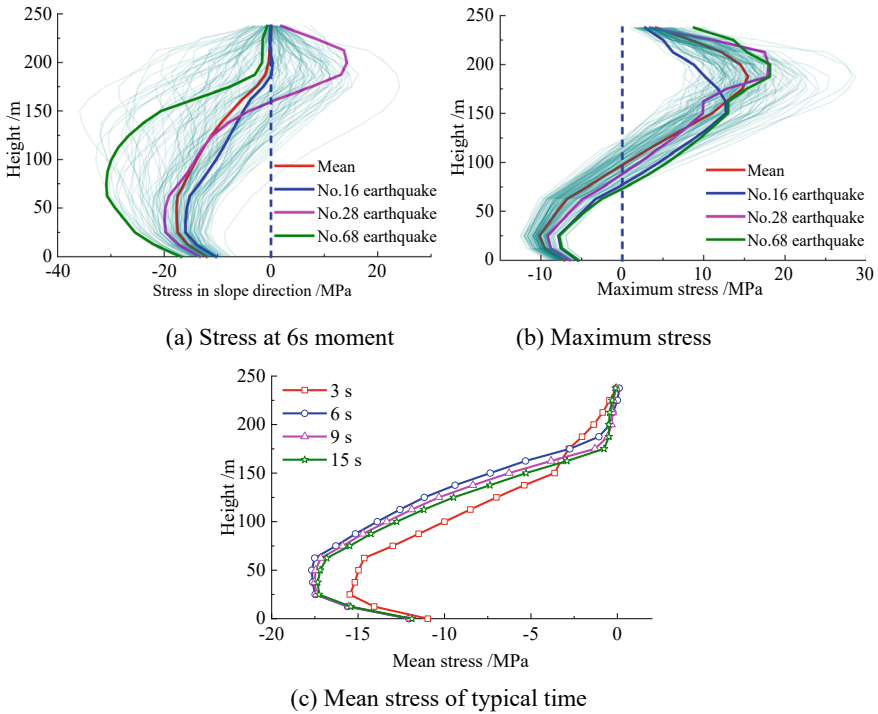 250
200
150
100
50
0
Height /m
-40
-20
0
20
Stress in slope direction /MPa
Mean
No.16 earthquake
No.28 earthquake
No.68 earthquake
(a) Stress at 6s moment
250
200
150
100
50
0
Height /m
-10
0
10
20
30
Maximum stress /MPa
Mean
No.16 earthquake
No.28 earthquake
No.68 earthquake
(b) Maximum stress
250
200
150
100
50
0
Height /m
3 s
6 s
9 s
15 s
-20
-15
-10
-5
0
Mean stress /MPa
(c) Mean stress of typical time